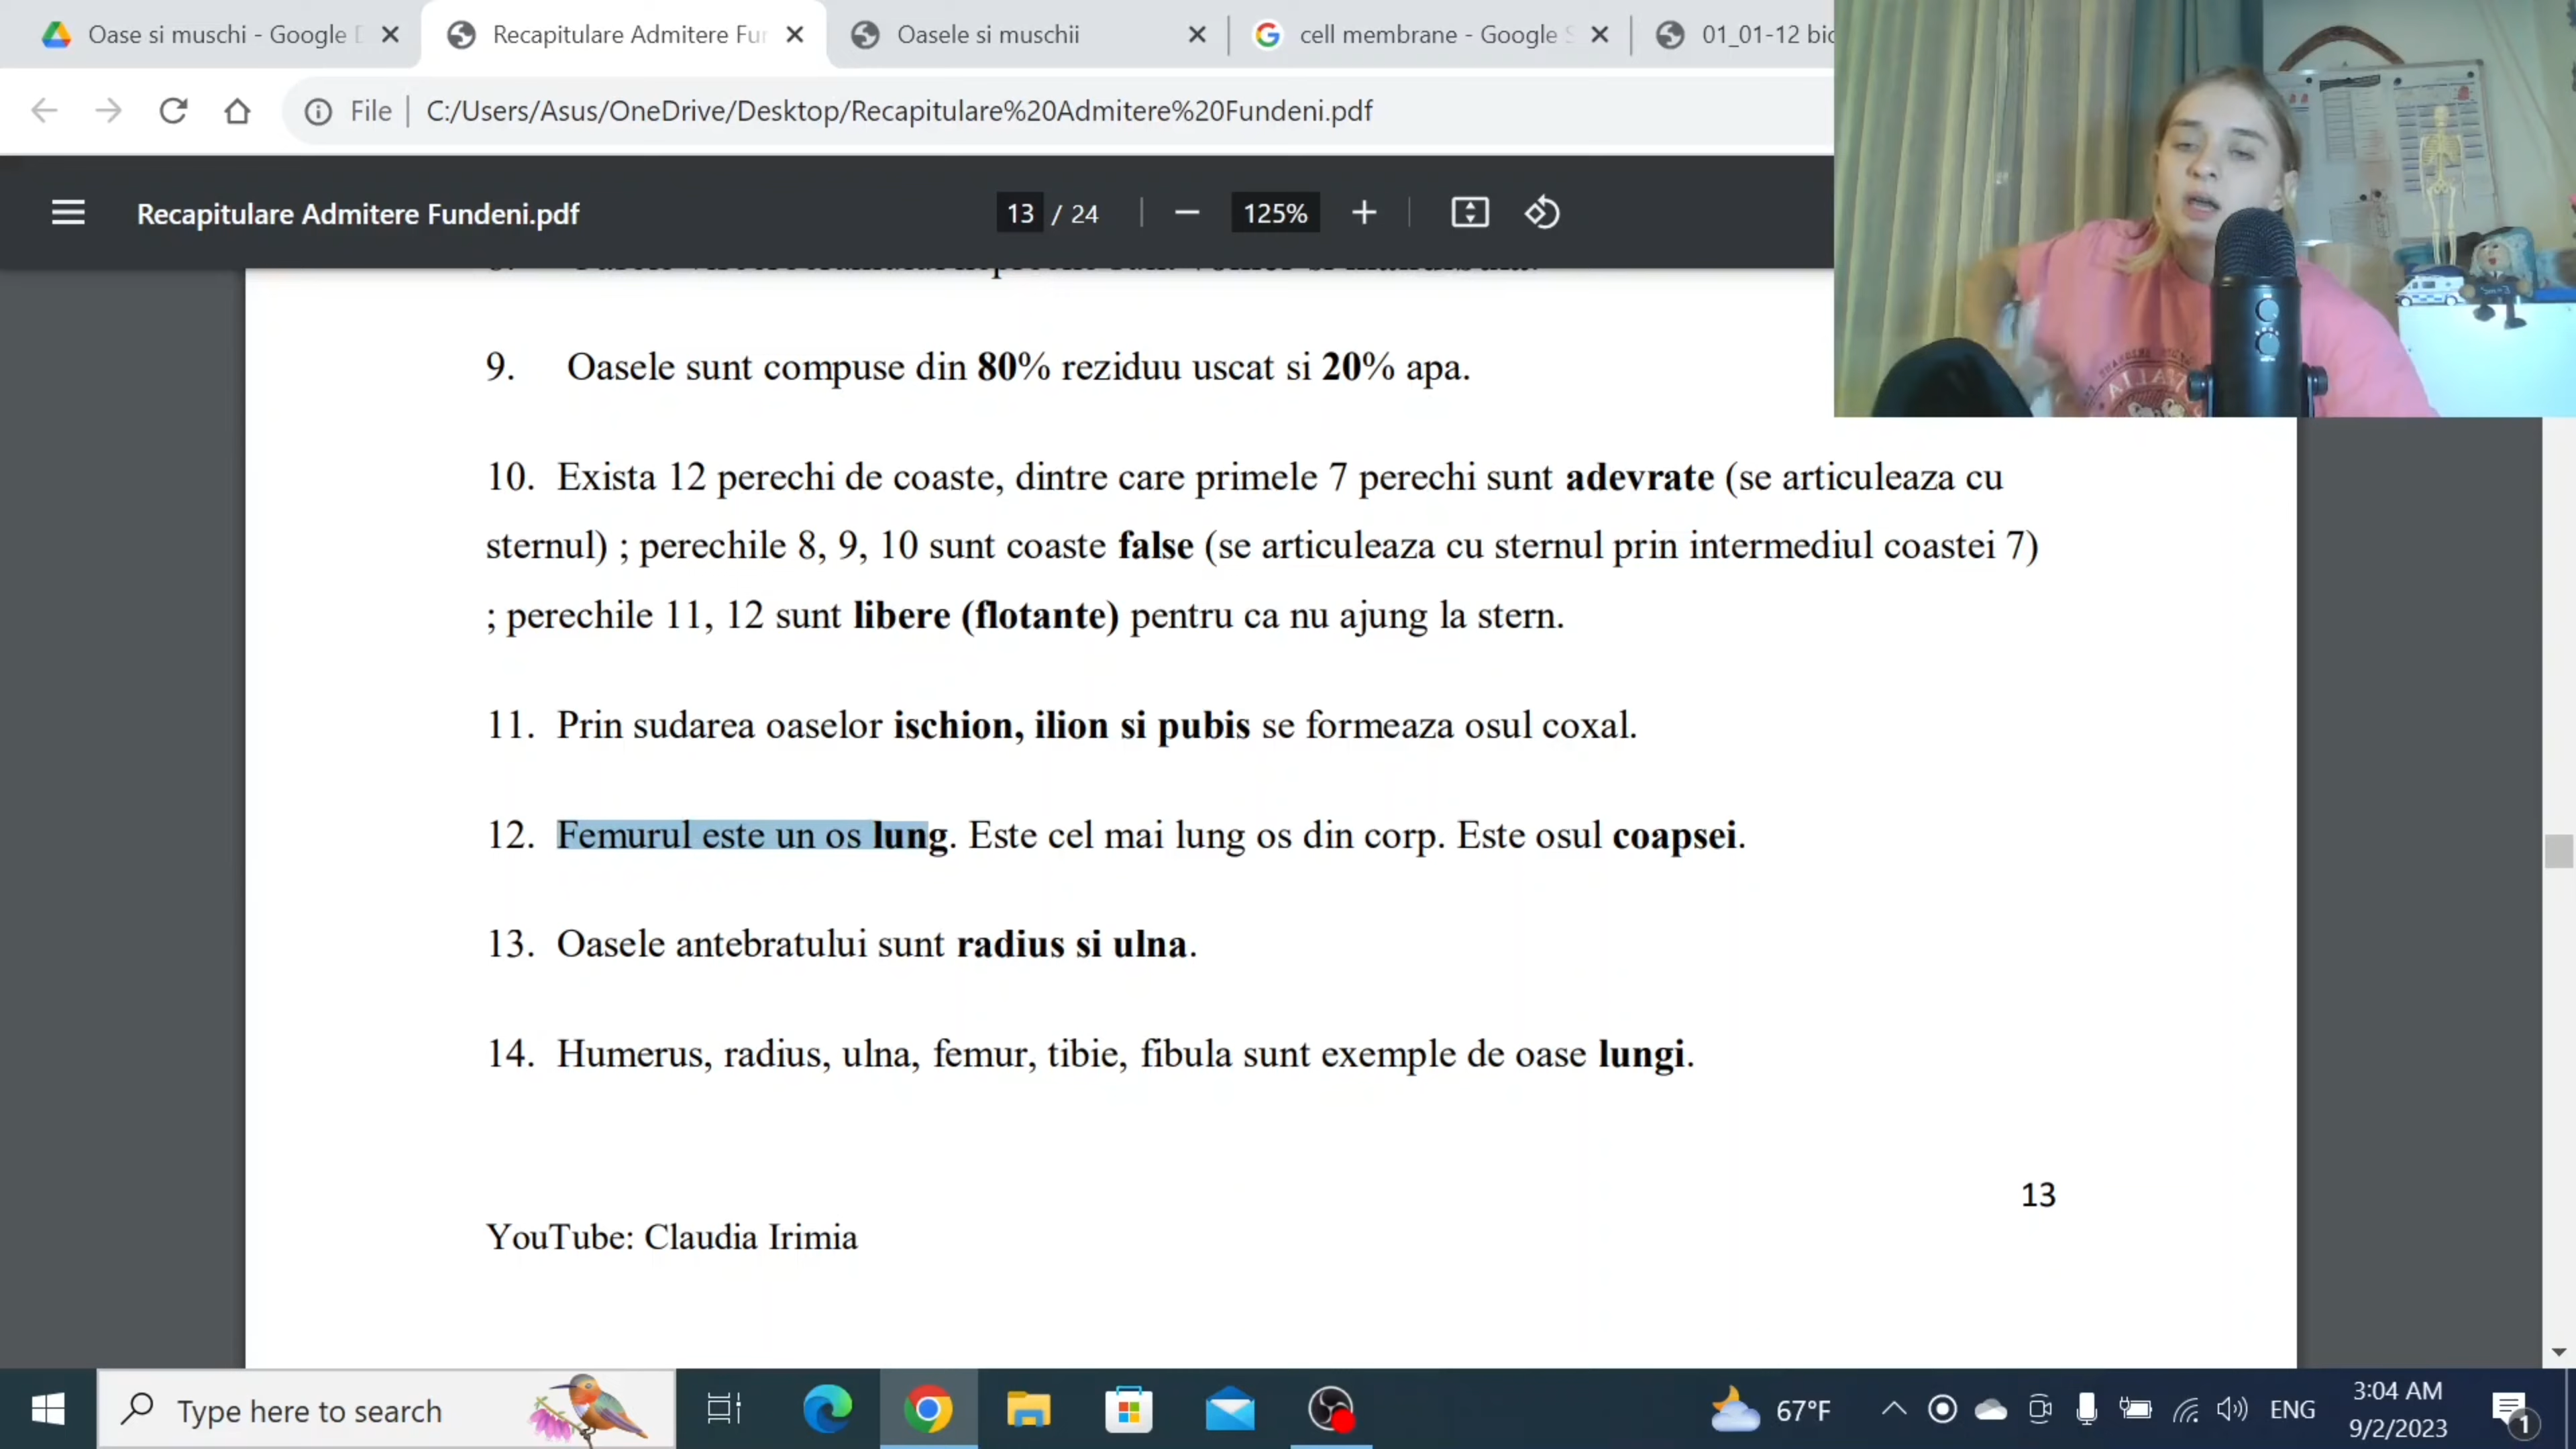 Oase si muschi - Google
Recapitulare Admitere Fun
Oasele si muschii
cell membrane - Google S
01_01-12 bio
File
C:/Users/Asus/OneDrive/Desktop/Recapitulare%20Admitere%20Fundeni.pdf
Recapitulare Admitere Fundeni.pdf
13 / 24
125%
9. Oasele sunt compuse din 80% reziduu uscat si 20% apa.
10. Exista 12 perechi de coaste, dintre care primele 7 perechi sunt adevrate (se articuleaza cu
sternul) ; perechile 8, 9, 10 sunt coaste false (se articuleaza cu sternul prin intermediul coastei 7)
; perechile 11, 12 sunt libere (flotante) pentru ca nu ajung la stern.
11. Prin sudarea oaselor ischion, ilion si pubis se formeaza osul coxal.
12. Femurul este un os lung. Este cel mai lung os din corp. Este osul coapsei.
13. Oasele antebratului sunt radius si ulna.
14. Humerus, radius, ulna, femur, tibie, fibula sunt exemple de oase lungi.
13
YouTube: Claudia Irimia
Type here to search
67°F
ENG
3:04 AM
9/2/2023
1